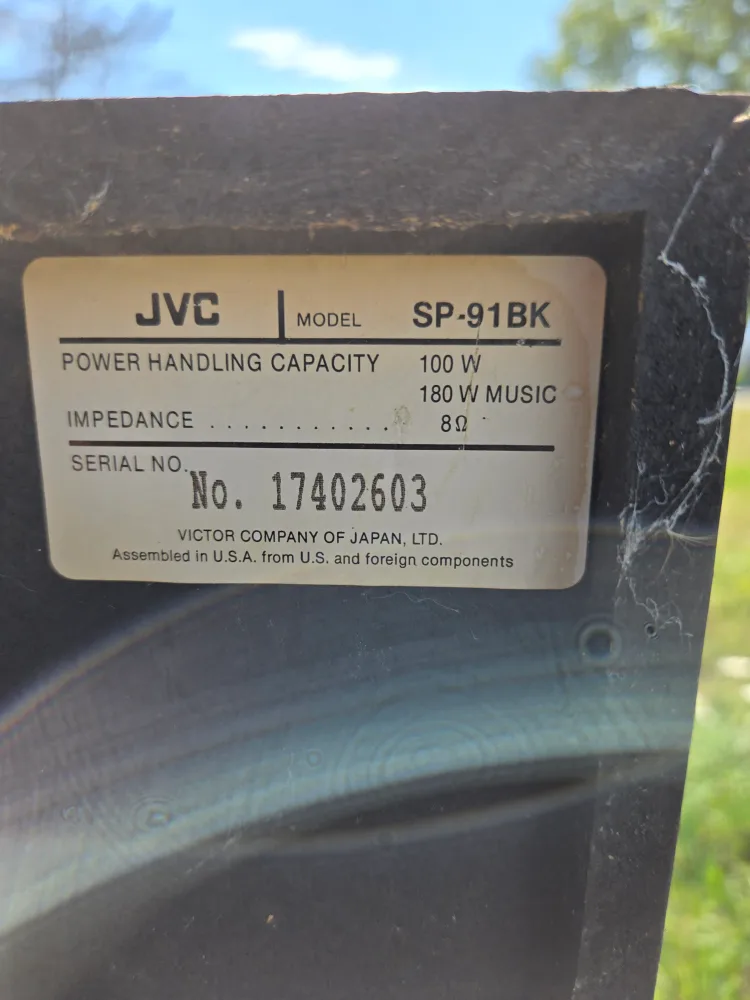 JVC | MODEL SP-91BK
POWER HANDLING CAPACITY 100 W
180 W MUSIC
IMPEDANCE . . . . . . . . . . . . 8Ω
SERIAL NO.
No. 17402603
VICTOR COMPANY OF JAPAN, LTD.
Assembled in U.S.A. from U.S. and foreign components